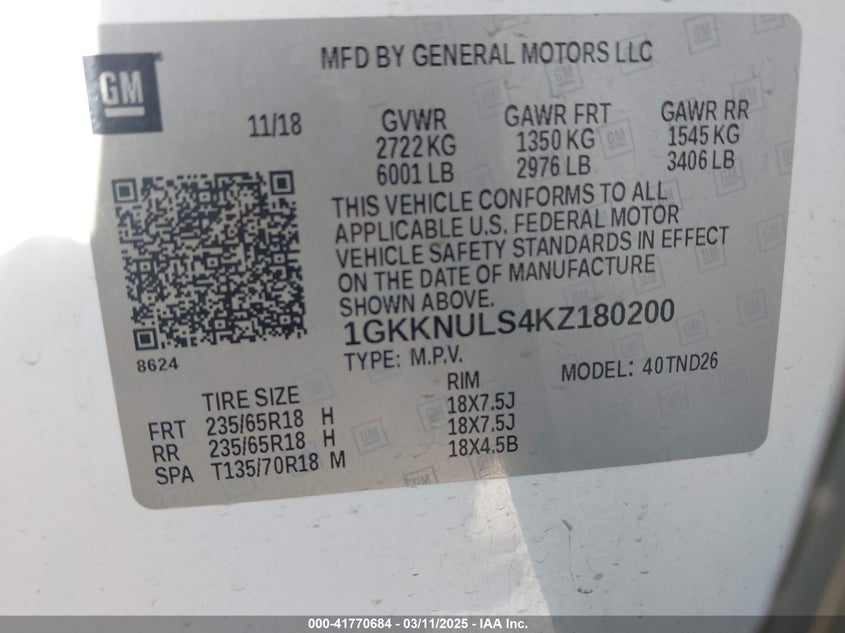 GM
MFD BY GENERAL MOTORS LLC
11/18
GVWR GAWR FRT GAWR RR
2722 KG 1350 KG 1545 KG
6001 LB 2976 LB 3406 LB
THIS VEHICLE CONFORMS TO ALL
APPLICABLE U.S. FEDERAL MOTOR
VEHICLE SAFETY STANDARDS IN EFFECT
ON THE DATE OF MANUFACTURE
SHOWN ABOVE.
1GKKNULS4KZ180200
8624
TYPE: M.P.V. MODEL: 40TND26
TIRE SIZE RIM
FRT 235/65R18 H 18X7.5J
RR 235/65R18 H 18X7.5J
SPA T135/70R18 M 18X4.5B
000-41770684 - 03/11/2025 - IAA Inc.